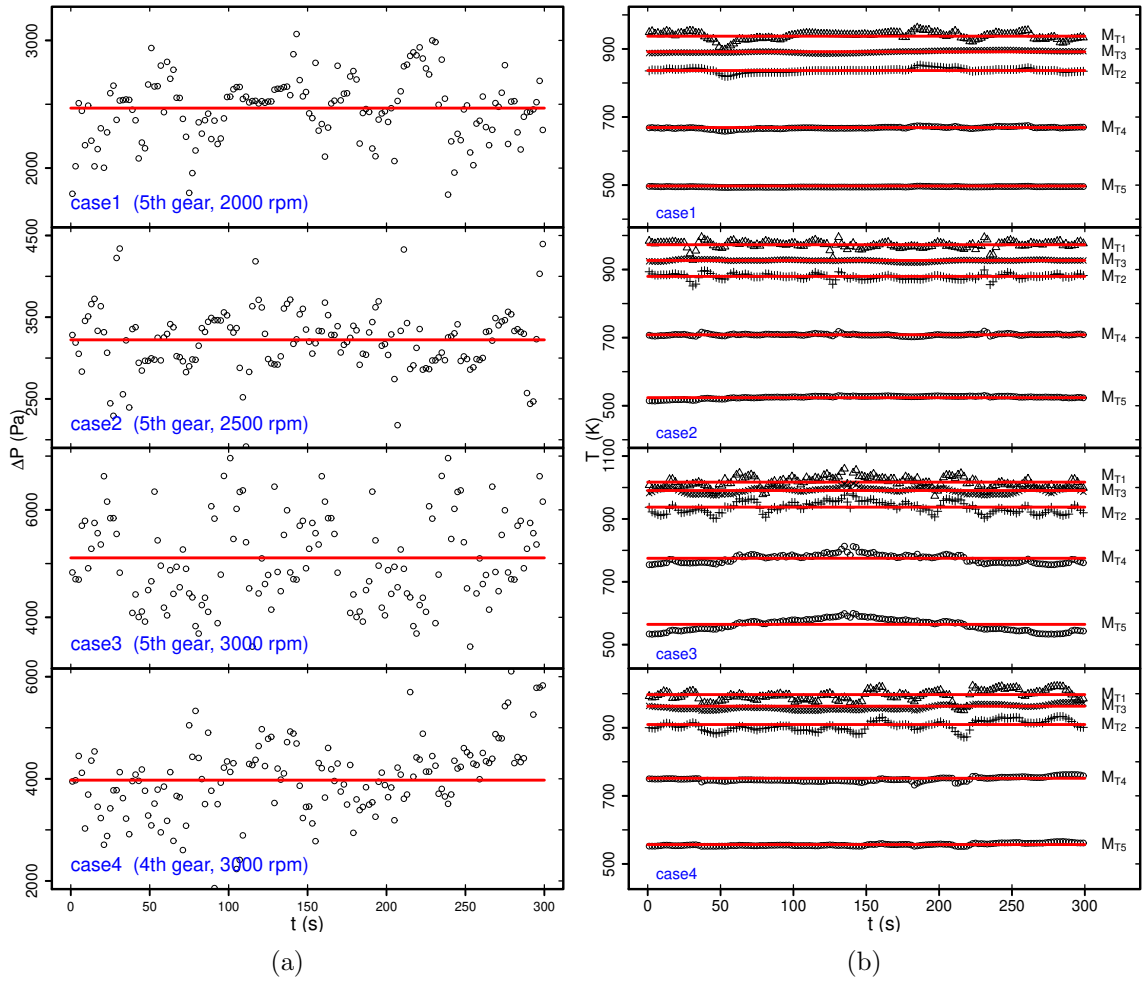 3000
2000
case1 (5th gear, 2000 rpm)
4500
3500
2500
case2 (5th gear, 2500 rpm)
ΔP (Pa)
6000
4000
case3 (5th gear, 3000 rpm)
6000
4000
2000
case4 (4th gear, 3000 rpm)
0 50 100 150 200 250 300
t (s)
(a)
900
700
500
M_T1
M_T3
M_T2
M_T4
M_T5
case1
900
700
500
M_T1
M_T3
M_T2
M_T4
M_T5
case2
T (K)
1100
900
700
500
M_T1
M_T3
M_T2
M_T4
M_T5
case3
900
700
500
M_T1
M_T3
M_T2
M_T4
M_T5
case4
0 50 100 150 200 250 300
t (s)
(b)